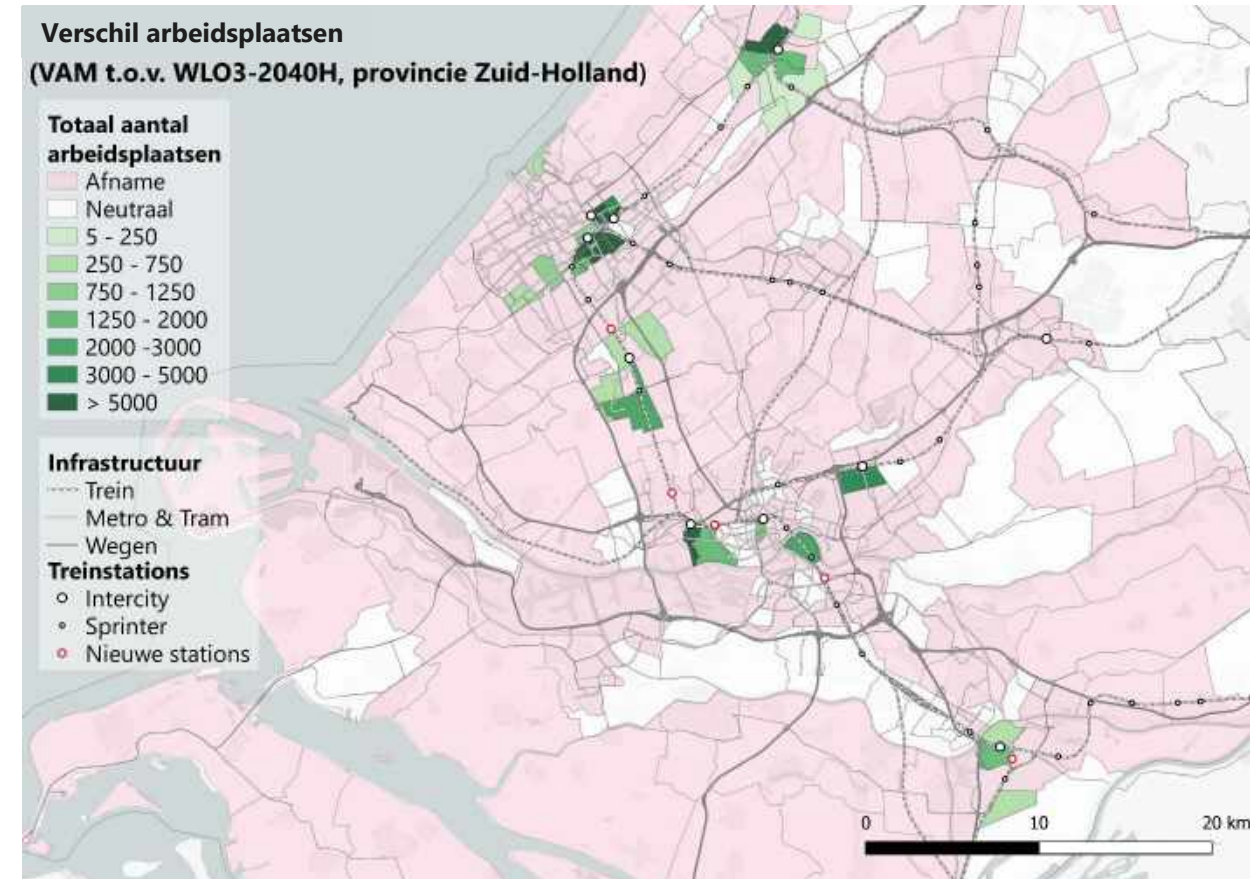 Verschil arbeidsplaatsen
(VAM t.o.v. WLO3-2040H, provincie Zuid-Holland)
Totaal aantal
arbeidsplaatsen
Afname
Neutraal
5 - 250
250 - 750
750 - 1250
1250 - 2000
2000 -3000
3000 - 5000
> 5000
Infrastructuur
Trein
Metro & Tram
Wegen
Treinstations
Intercity
Sprinter
Nieuwe stations
0 10 20 km